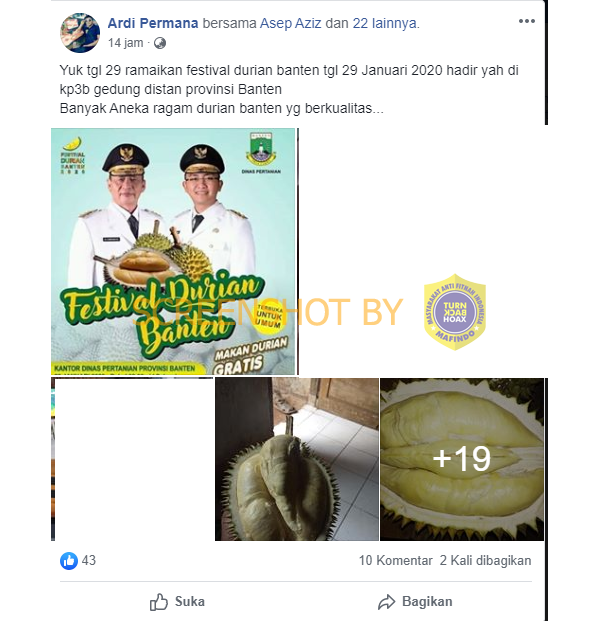 Ardi Permana bersama Asep Aziz dan 22 lainnya.
14 jam ·
Yuk tgl 29 ramaikan festival durian banten tgl 29 Januari 2020 hadir yah di
kp3b gedung distan provinsi Banten
Banyak Aneka ragam durian banten yg berkualitas...
FESTIVAL
DURIAN
BANTEN
2020
DINAS PERTANIAN
Festival Durian
Banten
TERBUKA
UNTUK
UMUM
MAKAN DURIAN
GRATIS
KANTOR DINAS PERTANIAN PROVINSI BANTEN
SCREENSHOT BY
MASYARAKAT ANTI FITNAH INDONESIA
TURN
BACK
HOAX
MAFINDO
+19
43
10 Komentar 2 Kali dibagikan
Suka
Bagikan